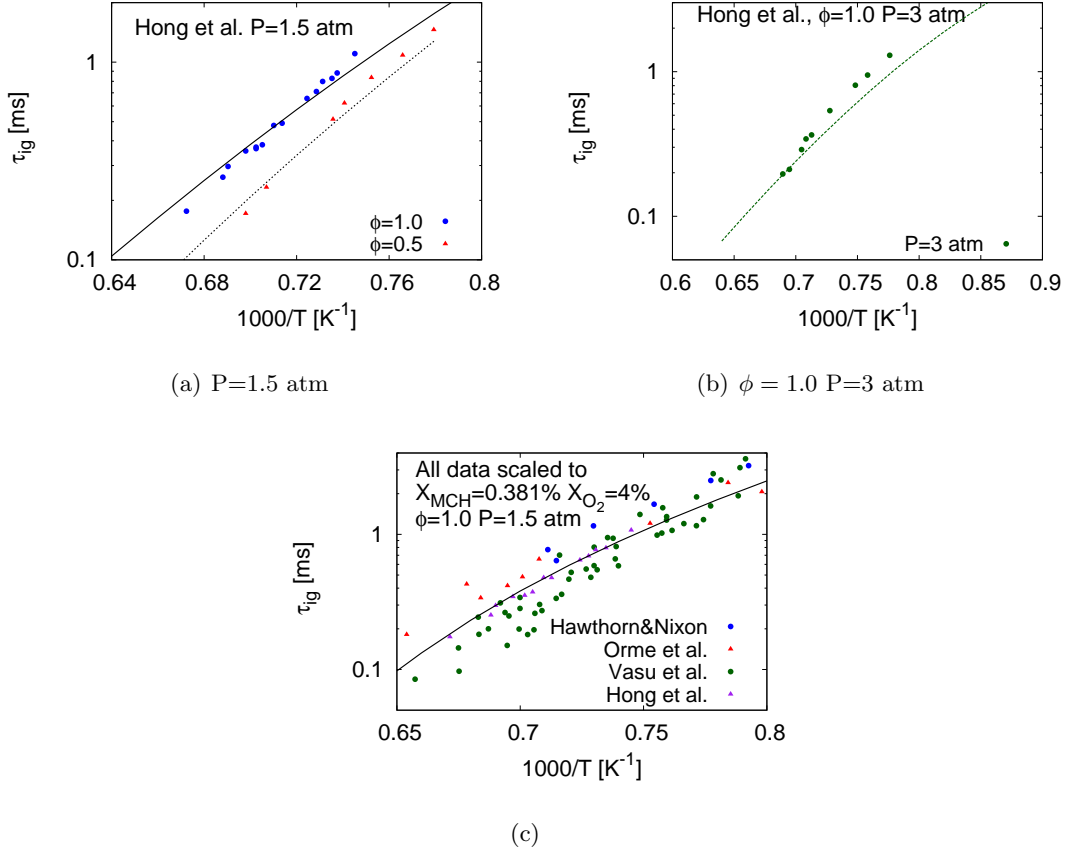 Hong et al. P=1.5 atm
1
0.1
τig [ms]
ϕ=1.0
ϕ=0.5
0.64 0.68 0.72 0.76 0.8
1000/T [K-1]
(a) P=1.5 atm
Hong et al., ϕ=1.0 P=3 atm
1
0.1
τig [ms]
P=3 atm
0.6 0.65 0.7 0.75 0.8 0.85 0.9
1000/T [K-1]
(b) ϕ = 1.0 P=3 atm
All data scaled to
XMCH=0.381% XO2=4%
ϕ=1.0 P=1.5 atm
1
0.1
τig [ms]
Hawthorn&Nixon
Orme et al.
Vasu et al.
Hong et al.
0.65 0.7 0.75 0.8
1000/T [K-1]
(c)